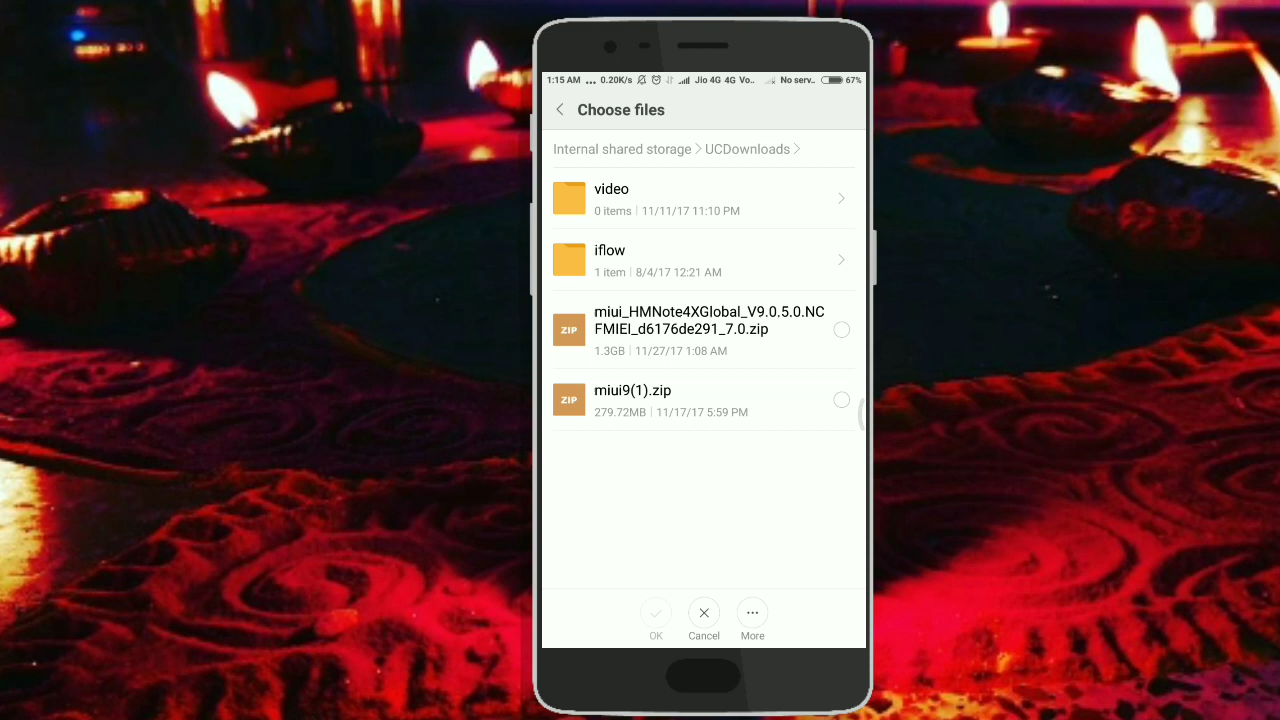 1:15 AM ... 0.20K/s Jio 4G 4G Vo.. No serv.. 67%
Choose files
Internal shared storage > UCDownloads >
video
0 items | 11/11/17 11:10 PM
iflow
1 item | 8/4/17 12:21 AM
ZIP
miui_HMNote4XGlobal_V9.0.5.0.NC
FMIEI_d6176de291_7.0.zip
1.3GB | 11/27/17 1:08 AM
ZIP
miui9(1).zip
279.72MB | 11/17/17 5:59 PM
OK Cancel More